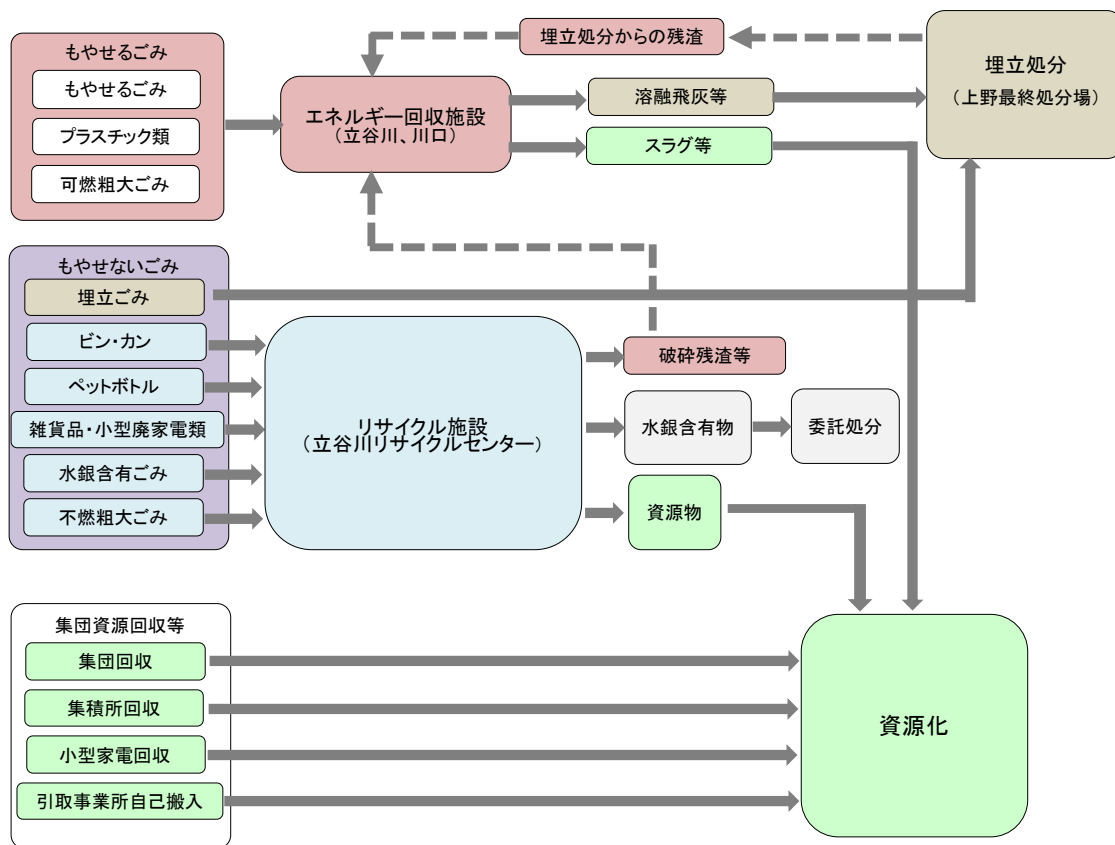 もやせるごみ
もやせるごみ
プラスチック類
可燃粗大ごみ
エネルギー回収施設
(立谷川、川口)
埋立処分からの残渣
溶融飛灰等
スラグ等
埋立処分
(上野最終処分場)
もやせないごみ
埋立ごみ
ビン・カン
ペットボトル
雑貨品・小型廃家電類
水銀含有ごみ
不燃粗大ごみ
リサイクル施設
(立谷川リサイクルセンター)
破砕残渣等
水銀含有物
委託処分
資源物
集団資源回収等
集団回収
集積所回収
小型家電回収
引取事業所自己搬入
資源化